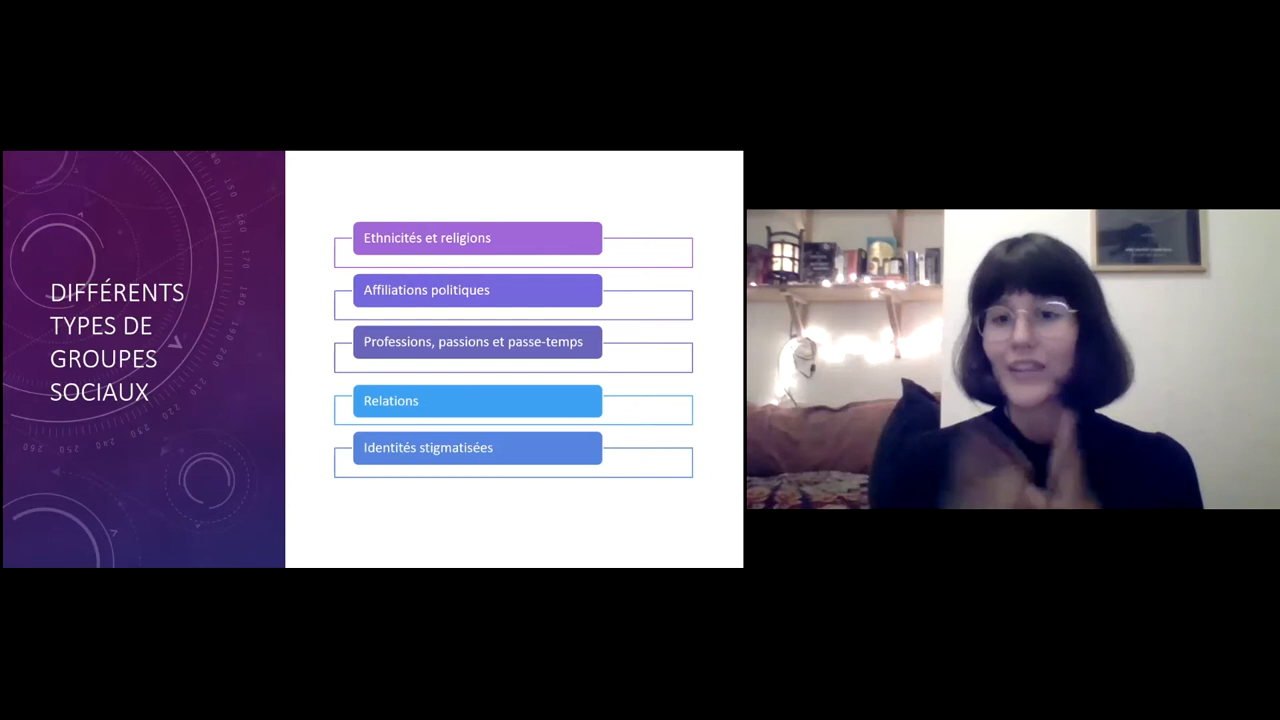 DIFFÉRENTS
TYPES DE
GROUPES
SOCIAUX
Ethnicités et religions
Affiliations politiques
Professions, passions et passe-temps
Relations
Identités stigmatisées